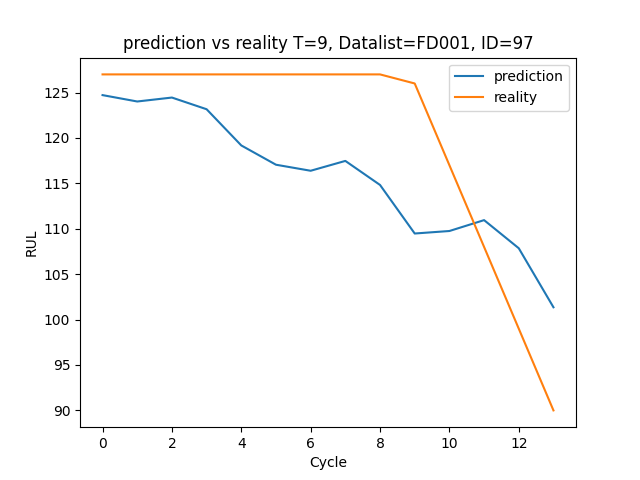 prediction vs reality T=9, Datalist=FD001, ID=97
prediction
reality
RUL
125
120
115
110
105
100
95
90
0 2 4 6 8 10 12
Cycle